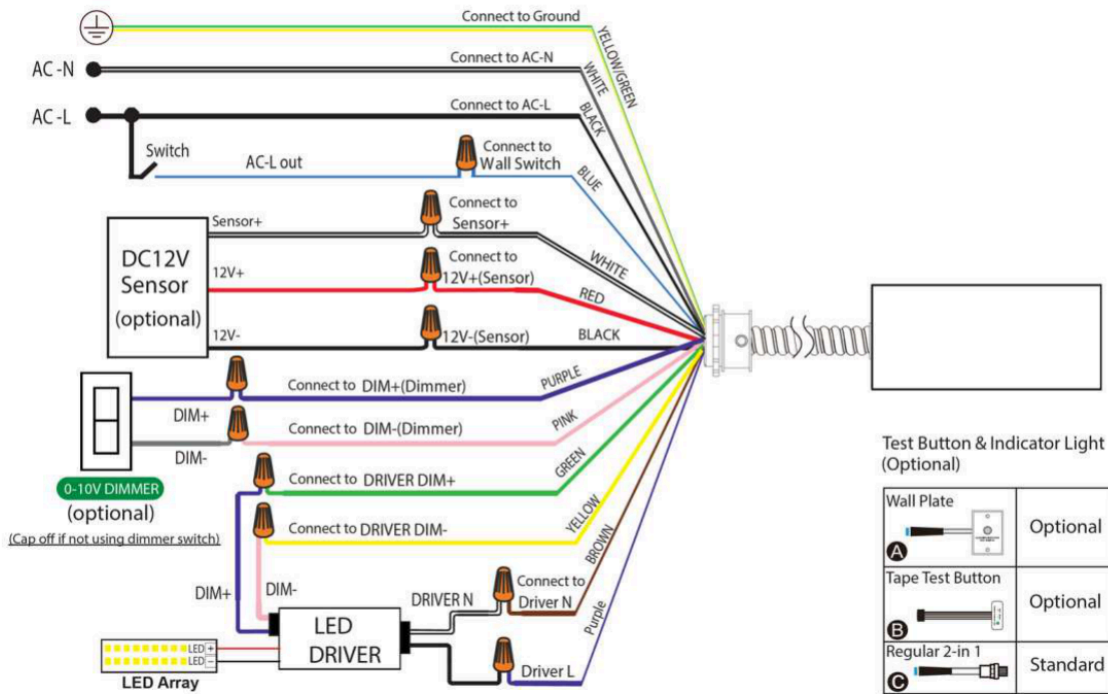 Connect to Ground
YELLOW/GREEN
AC-N
Connect to AC-N
WHITE
AC-L
Connect to AC-L
BLACK
Switch
AC-L out
Connect to
Wall Switch
BLUE
Sensor+
Connect to
Sensor+
WHITE
DC12V
Sensor
(optional)
12V+
Connect to
12V+(Sensor)
RED
12V-
12V-(Sensor)
BLACK
DIM+
Connect to DIM+(Dimmer)
PURPLE
DIM-
Connect to DIM-(Dimmer)
PINK
0-10V DIMMER
(optional)
(Cap off if not using dimmer switch)
Connect to DRIVER DIM+
GREEN
Connect to DRIVER DIM-
YELLOW
DIM+
DIM-
LED
DRIVER
DRIVER N
Connect to
Driver N
BROWN
Driver L
Purple
LED +
LED -
LED Array
Test Button & Indicator Light
(Optional)
Wall Plate
A
Optional
Tape Test Button
B
Optional
Regular 2-in 1
C
Standard